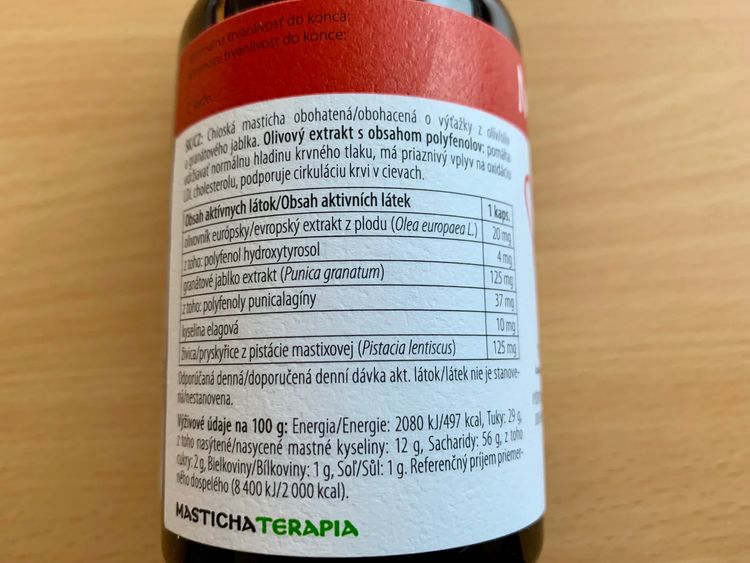 trvanlivosť do konca:
trvanlivost do konce:
SK/CZ: Chioská masticha obohatená/obohacená o výťažky z
granátového jablka. Olivový extrakt s obsahom polyfenolov: pomáha
udržiavať normálnu hladinu krvného tlaku, má priaznivý vplyv na oxidáciu
LDL cholesterolu, podporuje cirkuláciu krvi v cievach.
Obsah aktívnych látok/Obsah aktivních látek 1 kaps.
olivovník európsky/evropský extrakt z plodu (Olea europaea L.) 20 mg
z toho: polyfenol hydroxytyrosol 4 mg
granátové jablko extrakt (Punica granatum) 125 mg
z toho: polyfenoly punicalagíny 37 mg
kyselina elagová 10 mg
živica/pryskyřice z pistácie mastixovej (Pistacia lentiscus) 125 mg
Odporúčaná denná/doporučená denní dávka akt. látok/látek nie je stanove-
ná/nestanovena.
Výživové údaje na 100 g: Energia/Energie: 2080 kJ/497 kcal, Tuky: 29 g,
z toho nasýtené/nasycené mastné kyseliny: 12 g, Sacharidy: 56 g, z toho
cukry: 2 g, Bielkoviny/Bílkoviny: 1 g, Soľ/Sůl: 1 g. Referenčný príjem priemer-
ného dospelého (8 400 kJ/2 000 kcal).
MASTICHATERAPIA